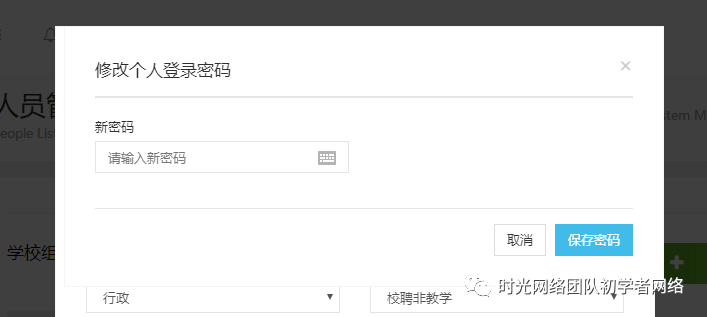 修改个人登录密码
×
人员管
eople List
stem M
新密码
请输入新密码
取消
保存密码
学校组
行政
校聘非教学
时光网络团队初学者网络